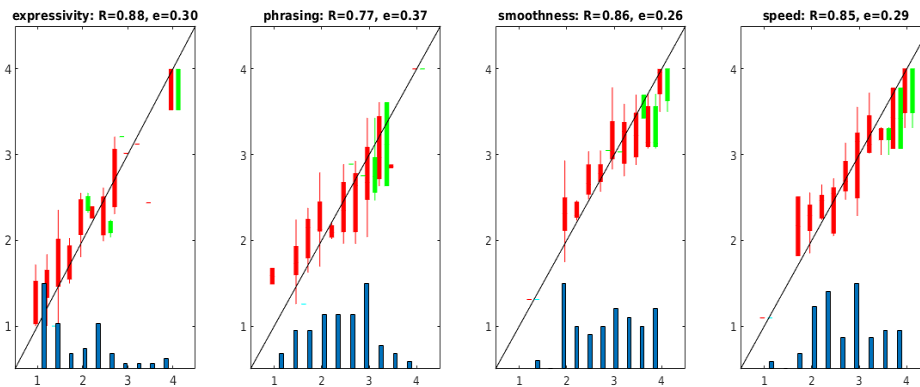 expressivity: R=0.88, e=0.30
phrasing: R=0.77, e=0.37
smoothness: R=0.86, e=0.26
speed: R=0.85, e=0.29
4 4 4 4
3 3 3 3
2 2 2 2
1 1 1 1
1 2 3 4 1 2 3 4 1 2 3 4 1 2 3 4